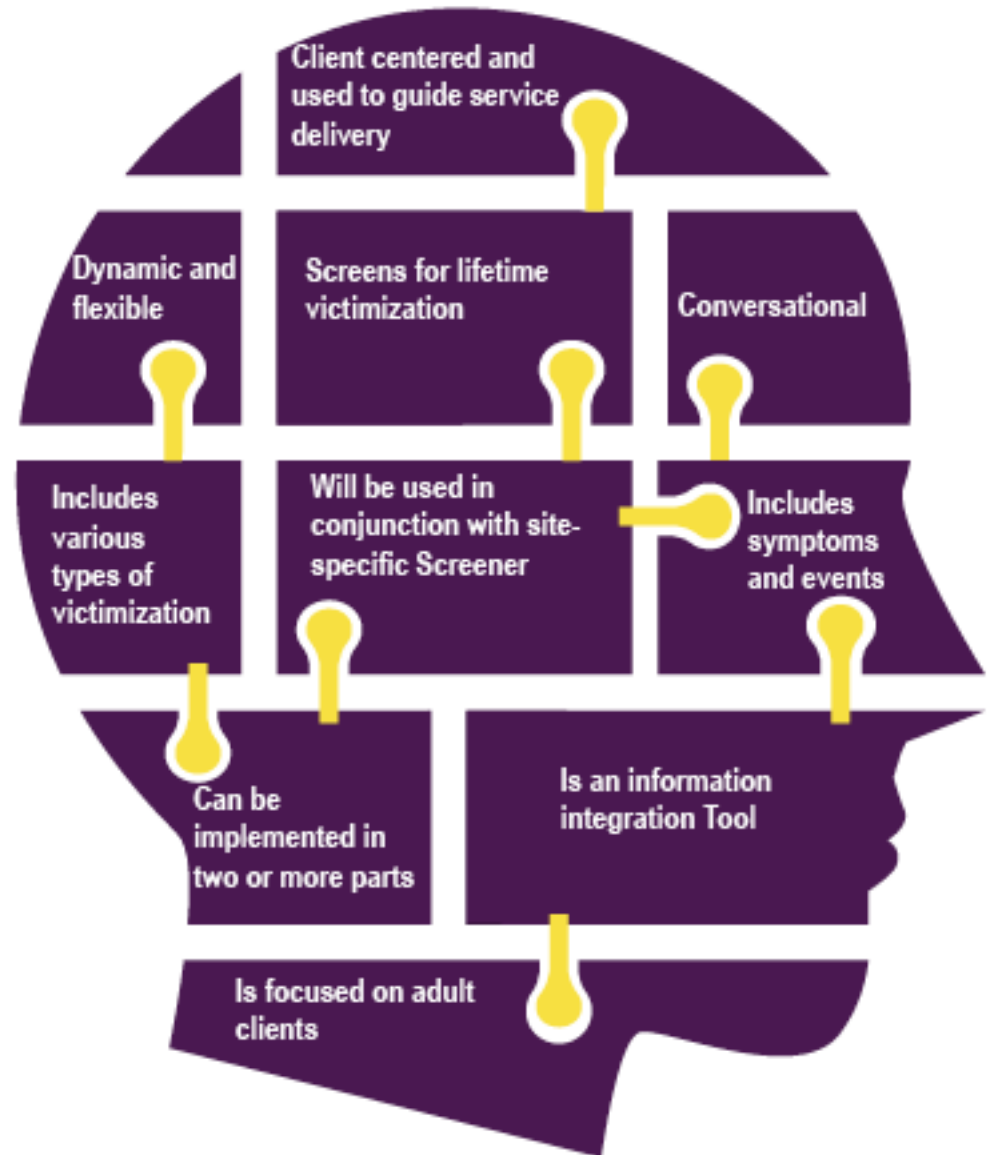 Client centered and
used to guide service
delivery
Dynamic and
flexible
Screens for lifetime
victimization
Conversational
Includes
various
types of
victimization
Will be used in
conjunction with site-
specific Screener
Includes
symptoms
and events
Can be
implemented in
two or more parts
Is an information
integration Tool
Is focused on adult
clients